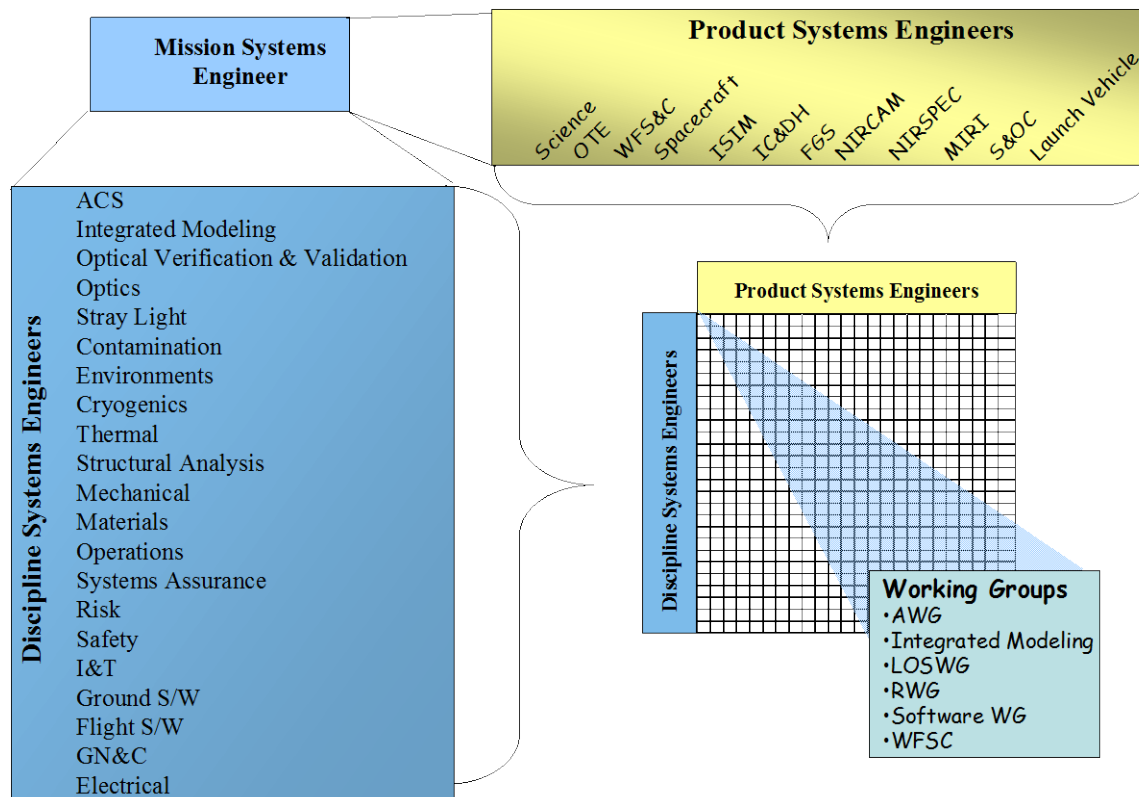 Mission Systems
Engineer
Product Systems Engineers
Science
OTE
WFS&C
Spacecraft
ISIM
IC&DH
FGS
NIRCAM
NIRSPEC
MIRI
S&OC
Launch Vehicle
Discipline Systems Engineers
ACS
Integrated Modeling
Optical Verification & Validation
Optics
Stray Light
Contamination
Environments
Cryogenics
Thermal
Structural Analysis
Mechanical
Materials
Operations
Systems Assurance
Risk
Safety
I&T
Ground S/W
Flight S/W
GN&C
Electrical
Product Systems Engineers
Discipline Systems Engineers
Working Groups
•AWG
•Integrated Modeling
•LOSWG
•RWG
•Software WG
•WFSC